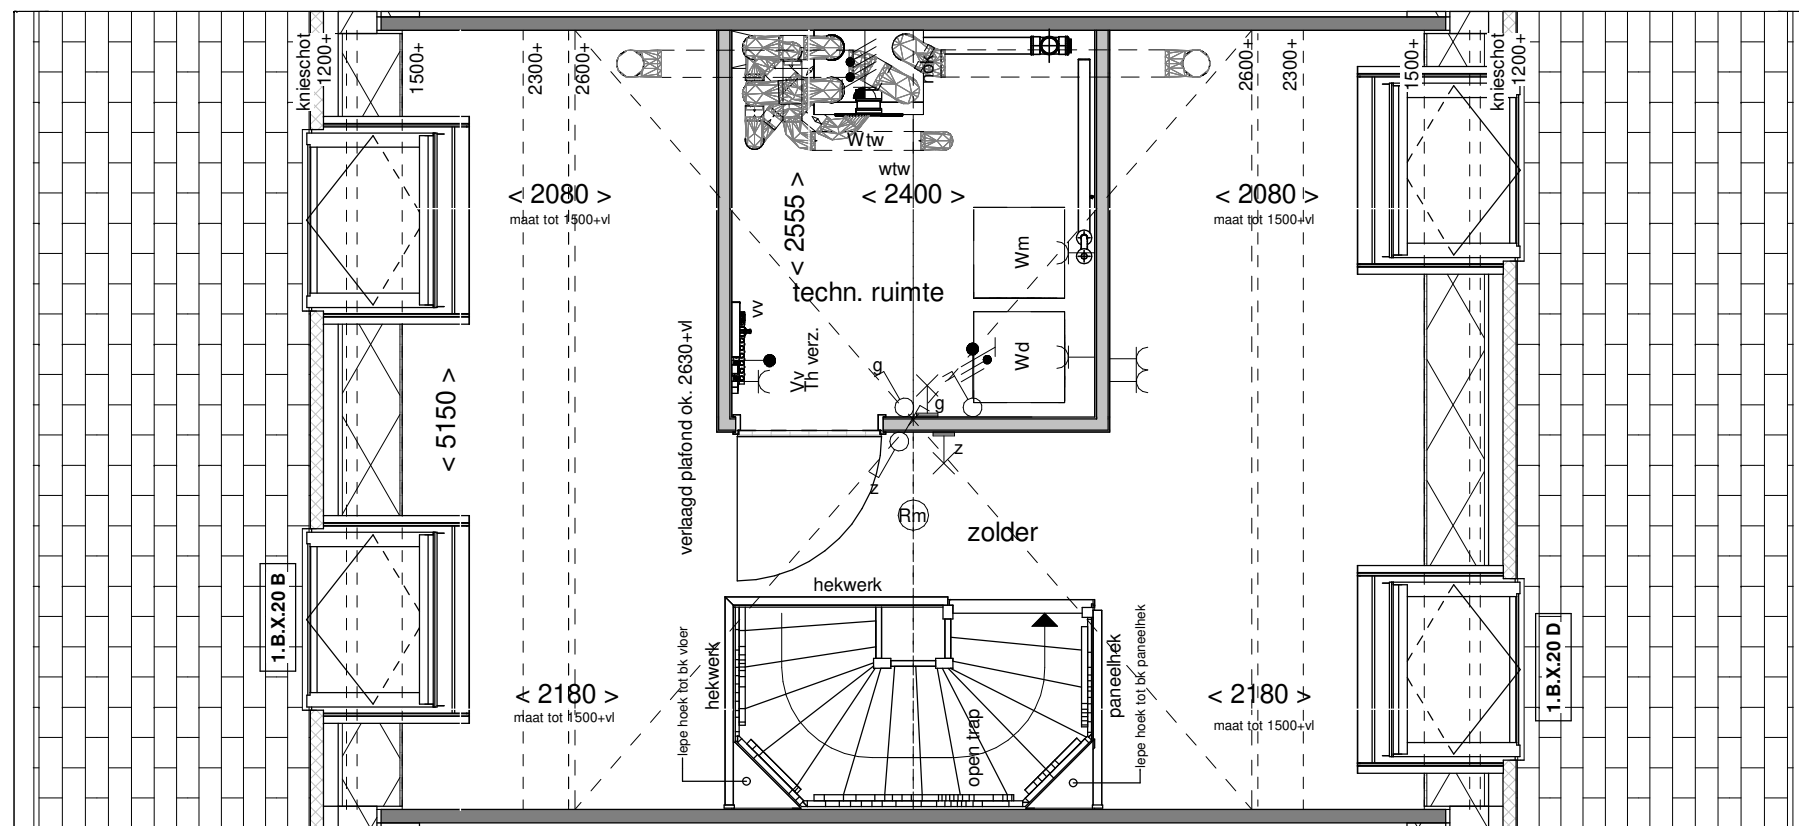 knieschot
1200+
1500+
2300+
2600+
nok
2600+
2300+
1500+
knieschot
1200+
Wtw
wtw
< 2080 >
maat tot 1500+vl
< 2555 >
< 2400 >
< 2080 >
maat tot 1500+vl
Wm
techn. ruimte
vv
Vv
Th verz.
Wd
g
g
< 5150 >
verlaagd plafond ok. 2630+vl
z
z
Rm
zolder
hekwerk
1.B.X.20 B
hekwerk
lepe hoek tot bk vloer
paneelhek
lepe hoek tot bk paneelhek
1.B.X.20 D
< 2180 >
maat tot 1500+vl
open trap
< 2180 >
maat tot 1500+vl